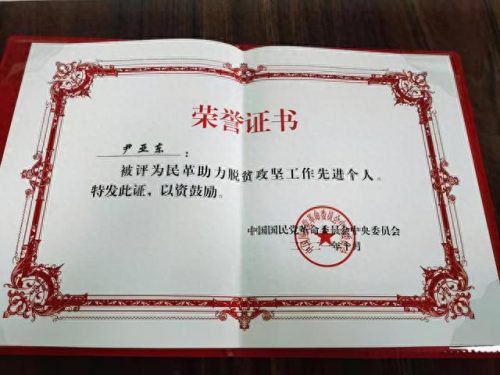 荣誉证书
尹亚东：
被评为民革助力脱贫攻坚工作先进个人。
特发此证，以资鼓励。
中国国民党革命委员会中央委员会